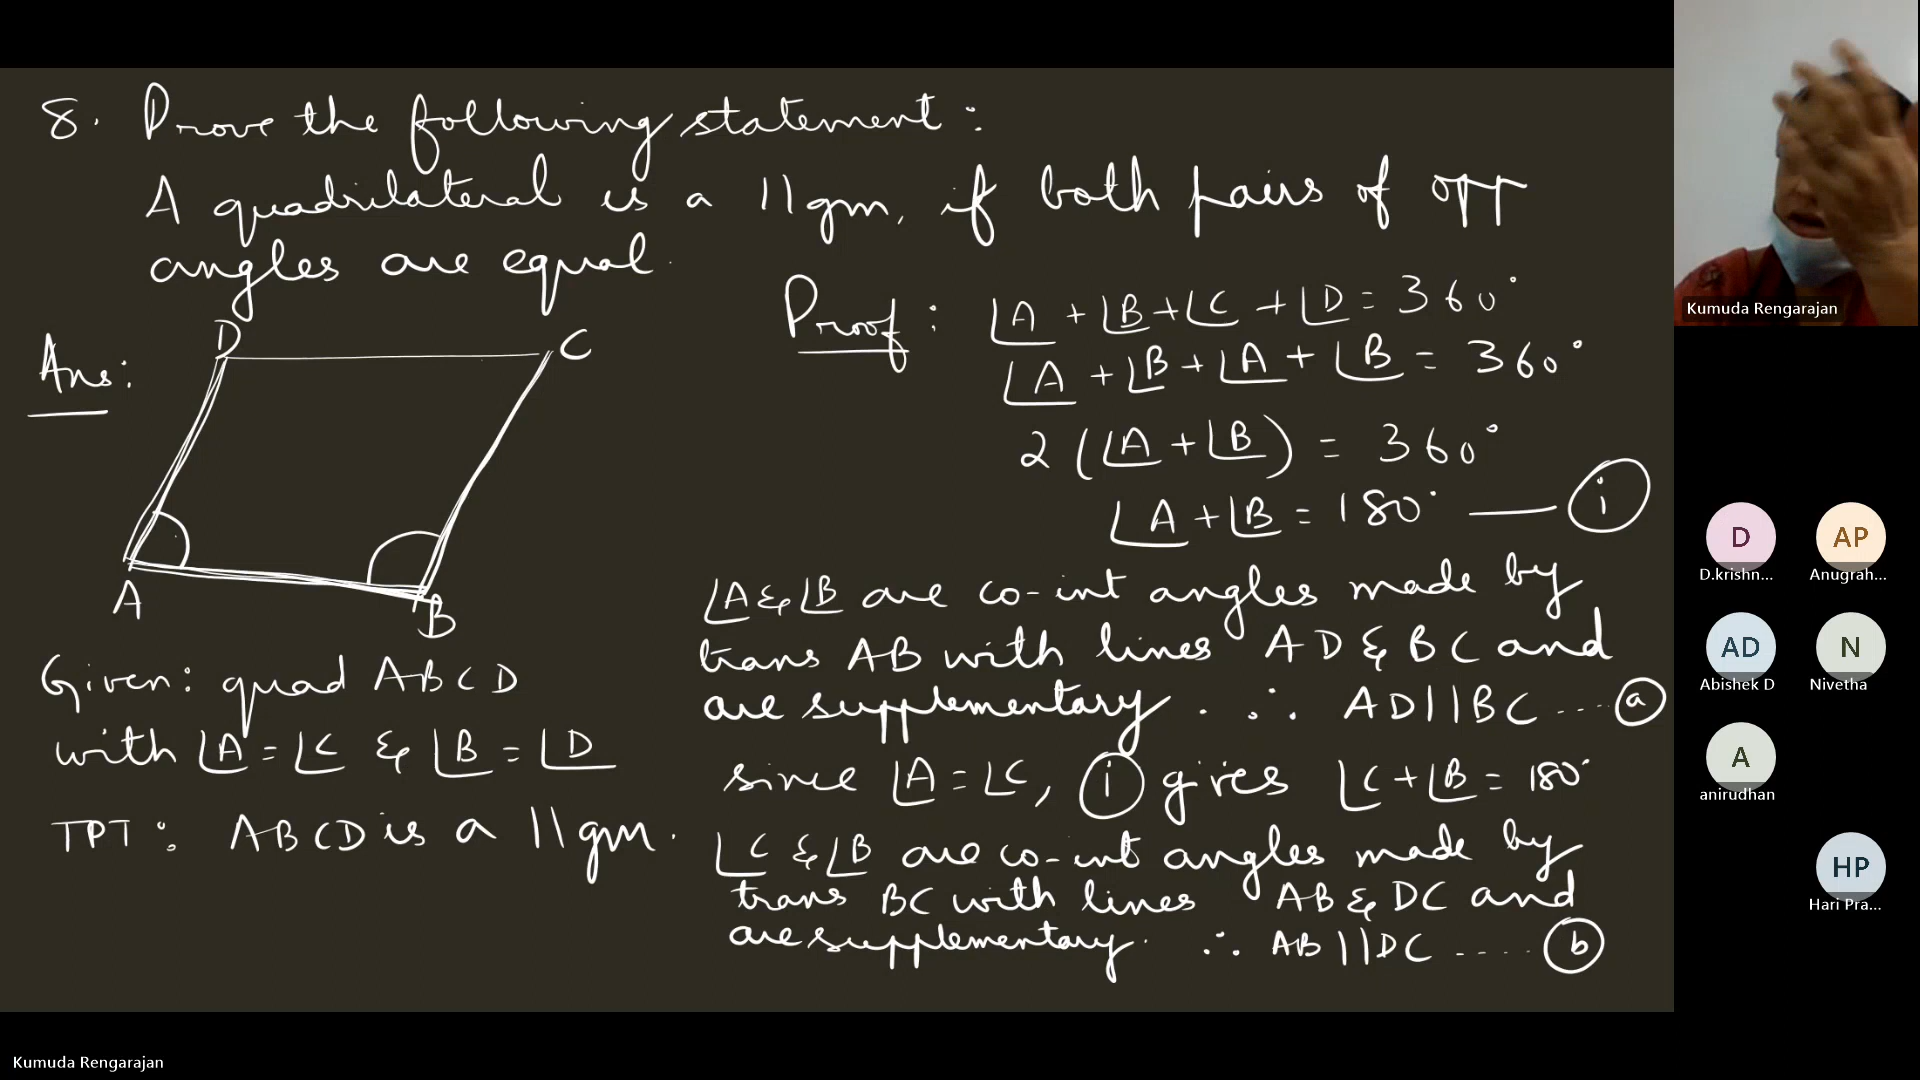 8. Prove the following statement:
A quadrilateral is a ||gm, if both pairs of opp
angles are equal.
Ans:
D
C
A
B
Given: quad ABCD
with ∠A = ∠C & ∠B = ∠D
TPT: ABCD is a ||gm.
Proof: ∠A + ∠B + ∠C + ∠D = 360°
∠A + ∠B + ∠A + ∠B = 360°
2 (∠A + ∠B) = 360°
∠A + ∠B = 180° — i
∠A & ∠B are co-int angles made by
trans AB with lines AD & BC and
are supplementary. ∴ AD||BC ... a
since ∠A = ∠C, i gives ∠C + ∠B = 180°
∠C & ∠B are co-int angles made by
trans BC with lines AB & DC and
are supplementary. ∴ AB||DC .... b
Kumuda Rengarajan
D
AP
D.krishn...
Anugrah...
AD
N
Abishek D
Nivetha
A
anirudhan
HP
Hari Pra...
Kumuda Rengarajan